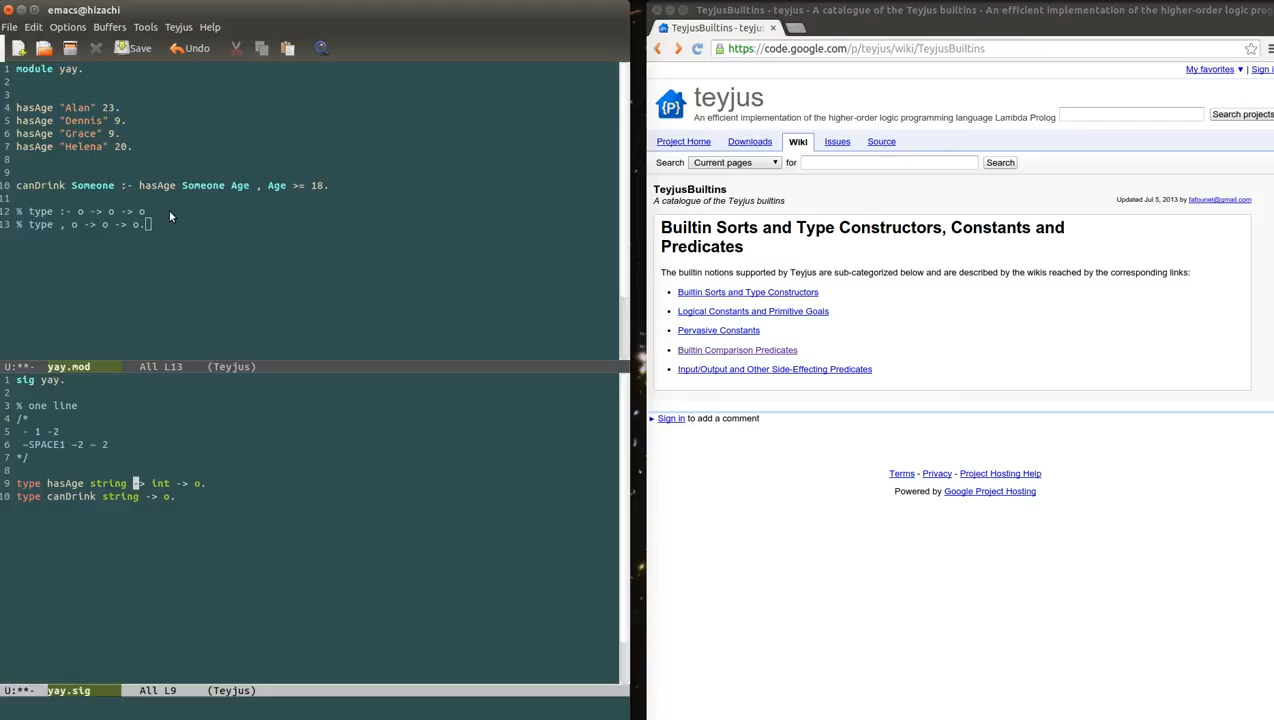 emacs@hizachi
File Edit Options Buffers Tools Teyjus Help
Save Undo
1 module yay.
2
3
4 hasAge "Alan" 23.
5 hasAge "Dennis" 9.
6 hasAge "Grace" 9.
7 hasAge "Helena" 20.
8
9
10 canDrink Someone :- hasAge Someone Age , Age >= 18.
11
12 % type :- o -> o -> o
13 % type , o -> o -> o.
U:**- yay.mod All L13 (Teyjus)
1 sig yay.
2
3 % one line
4 /*
5  - 1 -2
6  ~SPACE1 ~2 ~ 2
7 */
8
9 type hasAge string -> int -> o.
10 type canDrink string -> o.
U:**- yay.sig All L9 (Teyjus)
TeyjusBuiltins - teyjus - A catalogue of the Teyjus builtins - An efficient implementation of the higher-order logic prog
TeyjusBuiltins - teyjus
https://code.google.com/p/teyjus/wiki/TeyjusBuiltins
My favorites ▼ | Sign i
teyjus
An efficient implementation of the higher-order logic programming language Lambda Prolog
Search projects
Project Home Downloads Wiki Issues Source
Search Current pages for Search
TeyjusBuiltins
A catalogue of the Teyjus builtins
Updated Jul 5, 2013 by fafounet@gmail.com
Builtin Sorts and Type Constructors, Constants and
Predicates
The builtin notions supported by Teyjus are sub-categorized below and are described by the wikis reached by the corresponding links:
• Builtin Sorts and Type Constructors
• Logical Constants and Primitive Goals
• Pervasive Constants
• Builtin Comparison Predicates
• Input/Output and Other Side-Effecting Predicates
► Sign in to add a comment
Terms - Privacy - Project Hosting Help
Powered by Google Project Hosting